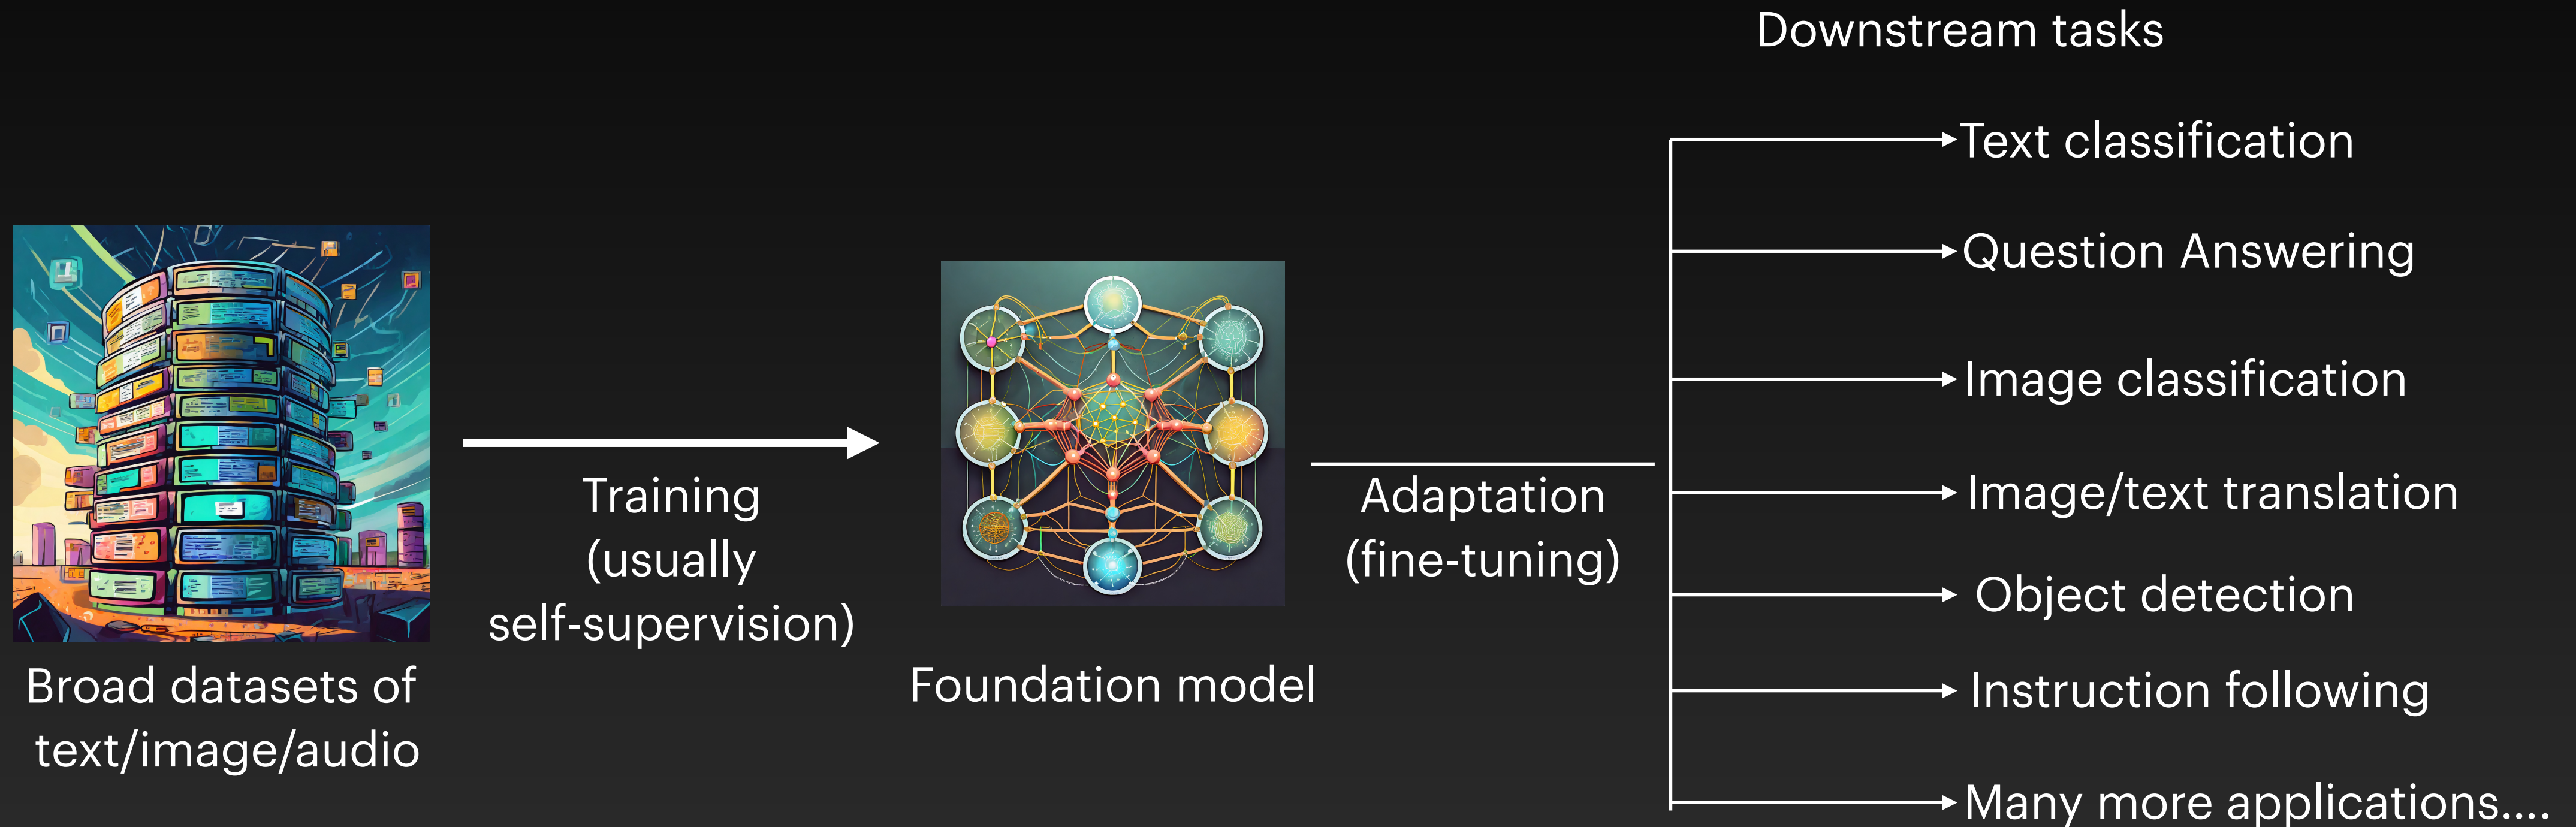 Downstream tasks
Broad datasets of
text/image/audio
Training
(usually
self-supervision)
Foundation model
Adaptation
(fine-tuning)
Text classification
Question Answering
Image classification
Image/text translation
Object detection
Instruction following
Many more applications....